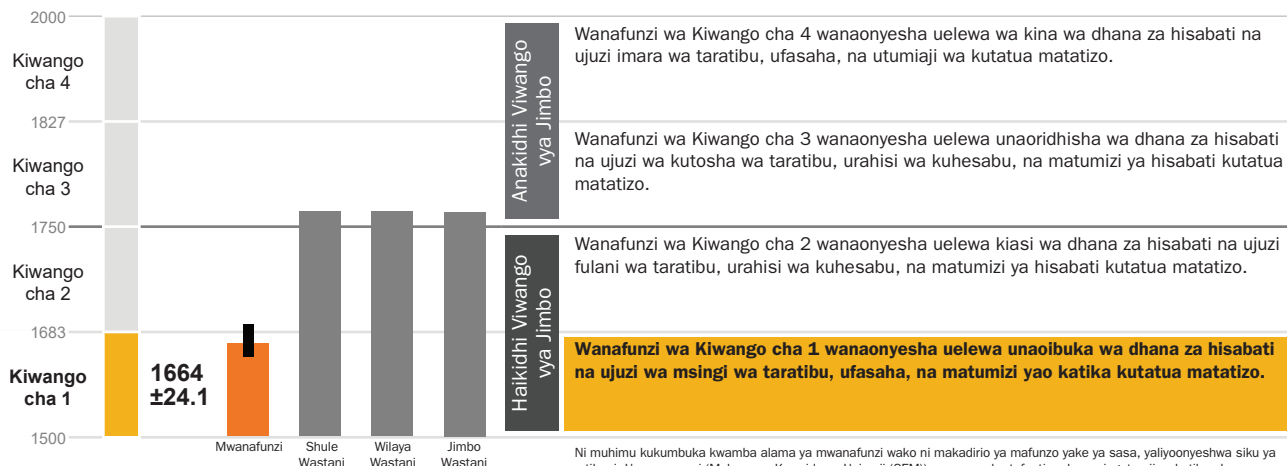 2000
Kiwango
cha 4
1827
Kiwango
cha 3
1750
Kiwango
cha 2
1683
Kiwango
cha 1
1500
1664
±24.1
Mwanafunzi
Shule
Wastani
Wilaya
Wastani
Jimbo
Wastani
Anakidhi Viwango
vya Jimbo
Haikidhi Viwango
vya Jimbo
Wanafunzi wa Kiwango cha 4 wanaonyesha uelewa wa kina wa dhana za hisabati na
ujuzi imara wa taratibu, ufasaha, na utumiaji wa kutatua matatizo.
Wanafunzi wa Kiwango cha 3 wanaonyesha uelewa unaoridhisha wa dhana za hisabati
na ujuzi wa kutosha wa taratibu, urahisi wa kuhesabu, na matumizi ya hisabati kutatua
matatizo.
Wanafunzi wa Kiwango cha 2 wanaonyesha uelewa kiasi wa dhana za hisabati na ujuzi
fulani wa taratibu, urahisi wa kuhesabu, na matumizi ya hisabati kutatua matatizo.
Wanafunzi wa Kiwango cha 1 wanaonyesha uelewa unaoibuka wa dhana za hisabati
na ujuzi wa msingi wa taratibu, ufasaha, na matumizi yao katika kutatua matatizo.
Ni muhimu kukumbuka kwamba alama ya mwanafunzi wako ni makadirio ya mafunzo yake ya sasa, yaliyoonyeshwa siku ya